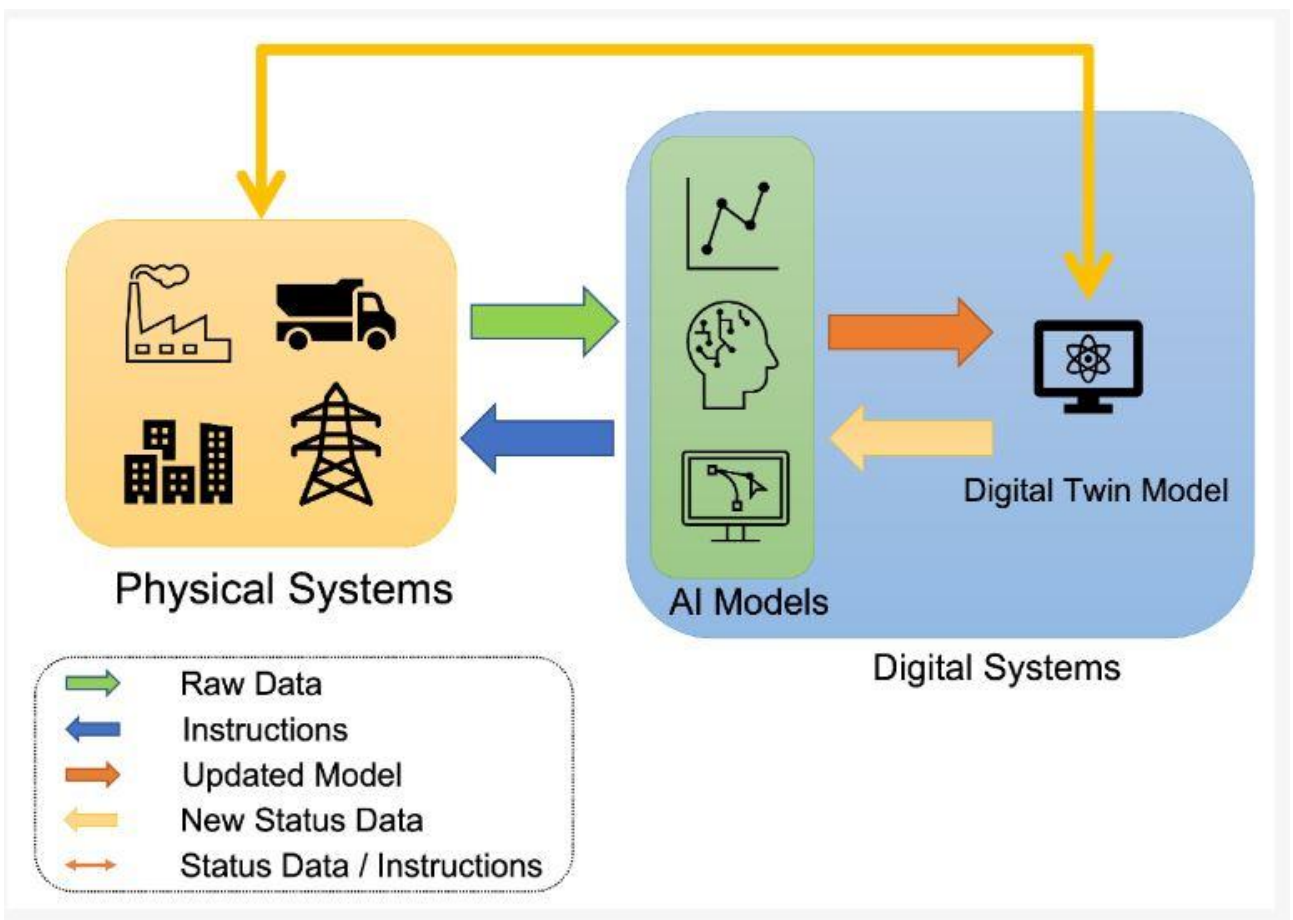 Digital Twin Model
Physical Systems
AI Models
Digital Systems
Raw Data
Instructions
Updated Model
New Status Data
Status Data / Instructions